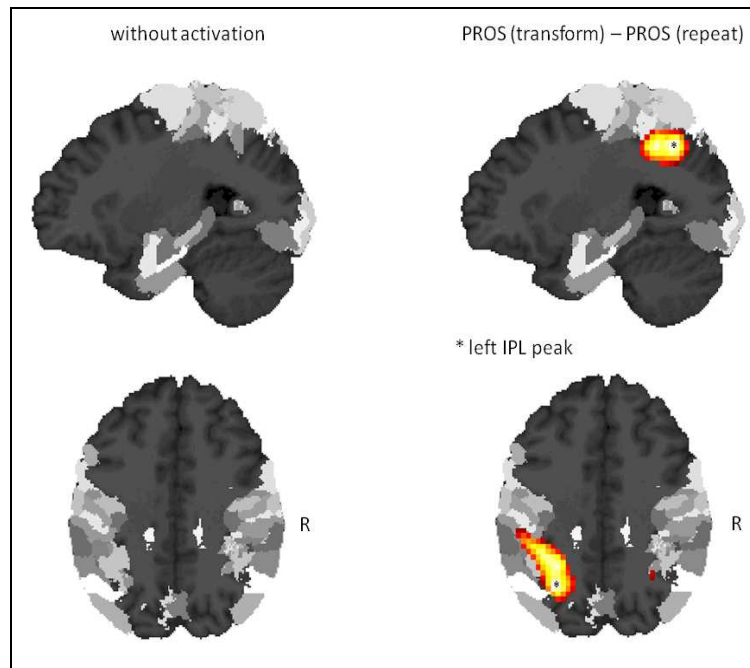 without activation
PROS (transform) – PROS (repeat)
*
* left IPL peak
R
R
*